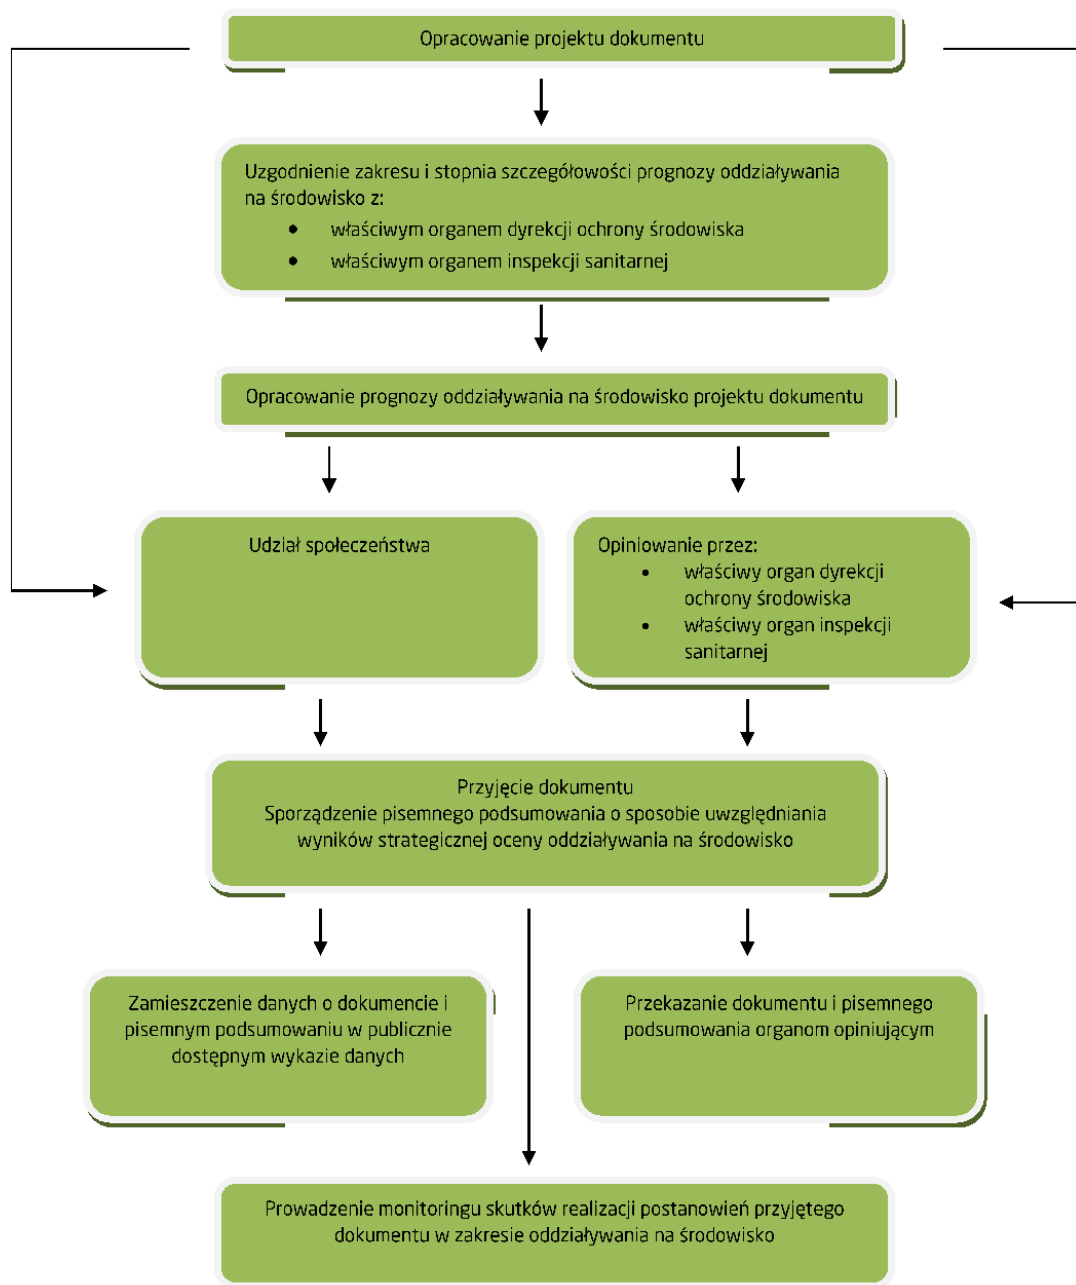 Opracowanie projektu dokumentu
Uzgodnienie zakresu i stopnia szczegółowości prognozy oddziaływania
na środowisko z:
• właściwym organem dyrekcji ochrony środowiska
• właściwym organem inspekcji sanitarnej
Opracowanie prognozy oddziaływania na środowisko projektu dokumentu
Udział społeczeństwa
Opiniowanie przez:
• właściwy organ dyrekcji
ochrony środowiska
• właściwy organ inspekcji
sanitarnej
Przyjęcie dokumentu
Sporządzenie pisemnego podsumowania o sposobie uwzględniania
wyników strategicznej oceny oddziaływania na środowisko
Zamieszczenie danych o dokumencie i
pisemnym podsumowaniu w publicznie
dostępnym wykazie danych
Przekazanie dokumentu i pisemnego
podsumowania organom opiniującym
Prowadzenie monitoringu skutków realizacji postanowień przyjętego
dokumentu w zakresie oddziaływania na środowisko